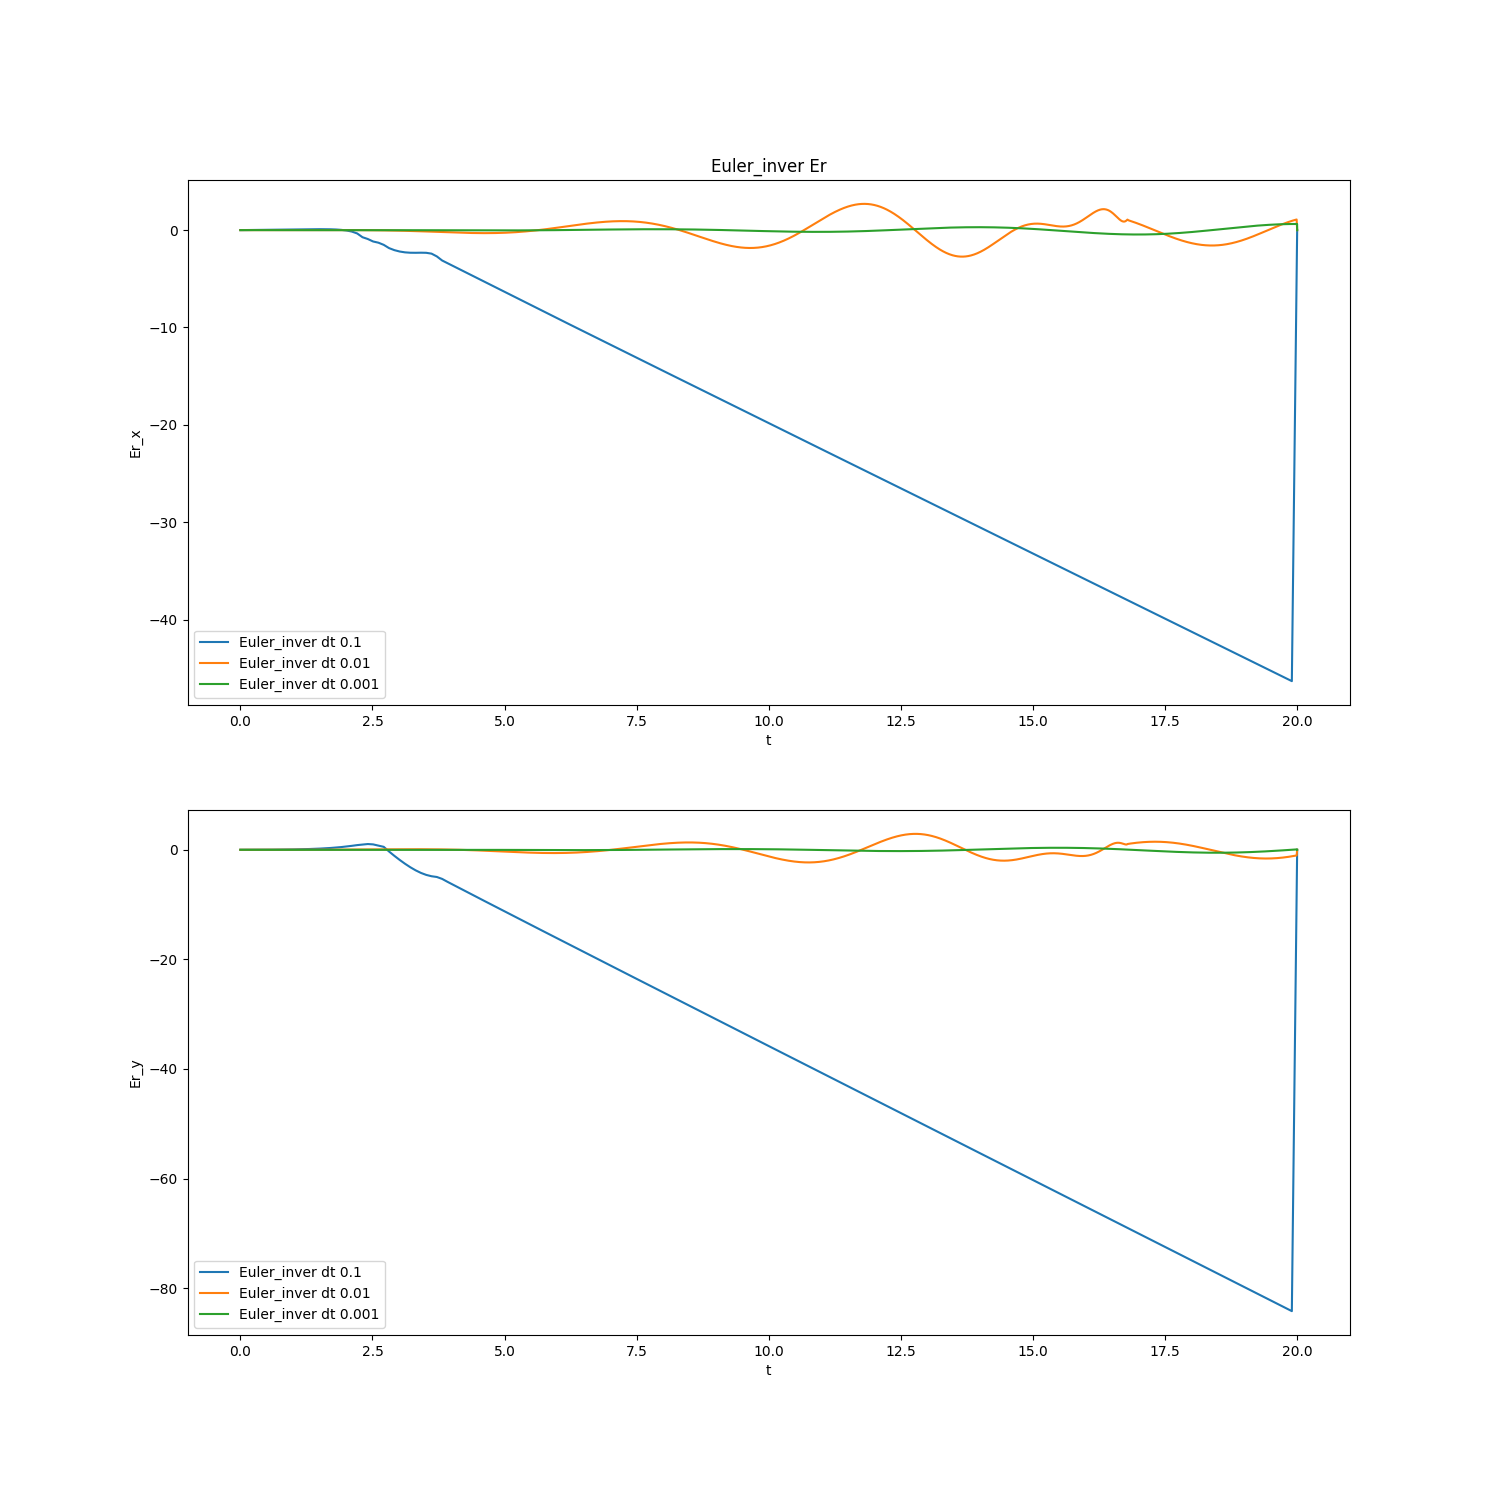 Euler_inver Er
Er_x
0
−10
−20
−30
−40
Euler_inver dt 0.1
Euler_inver dt 0.01
Euler_inver dt 0.001
0.0 2.5 5.0 7.5 10.0 12.5 15.0 17.5 20.0
t
Er_y
0
−20
−40
−60
−80
Euler_inver dt 0.1
Euler_inver dt 0.01
Euler_inver dt 0.001
0.0 2.5 5.0 7.5 10.0 12.5 15.0 17.5 20.0
t